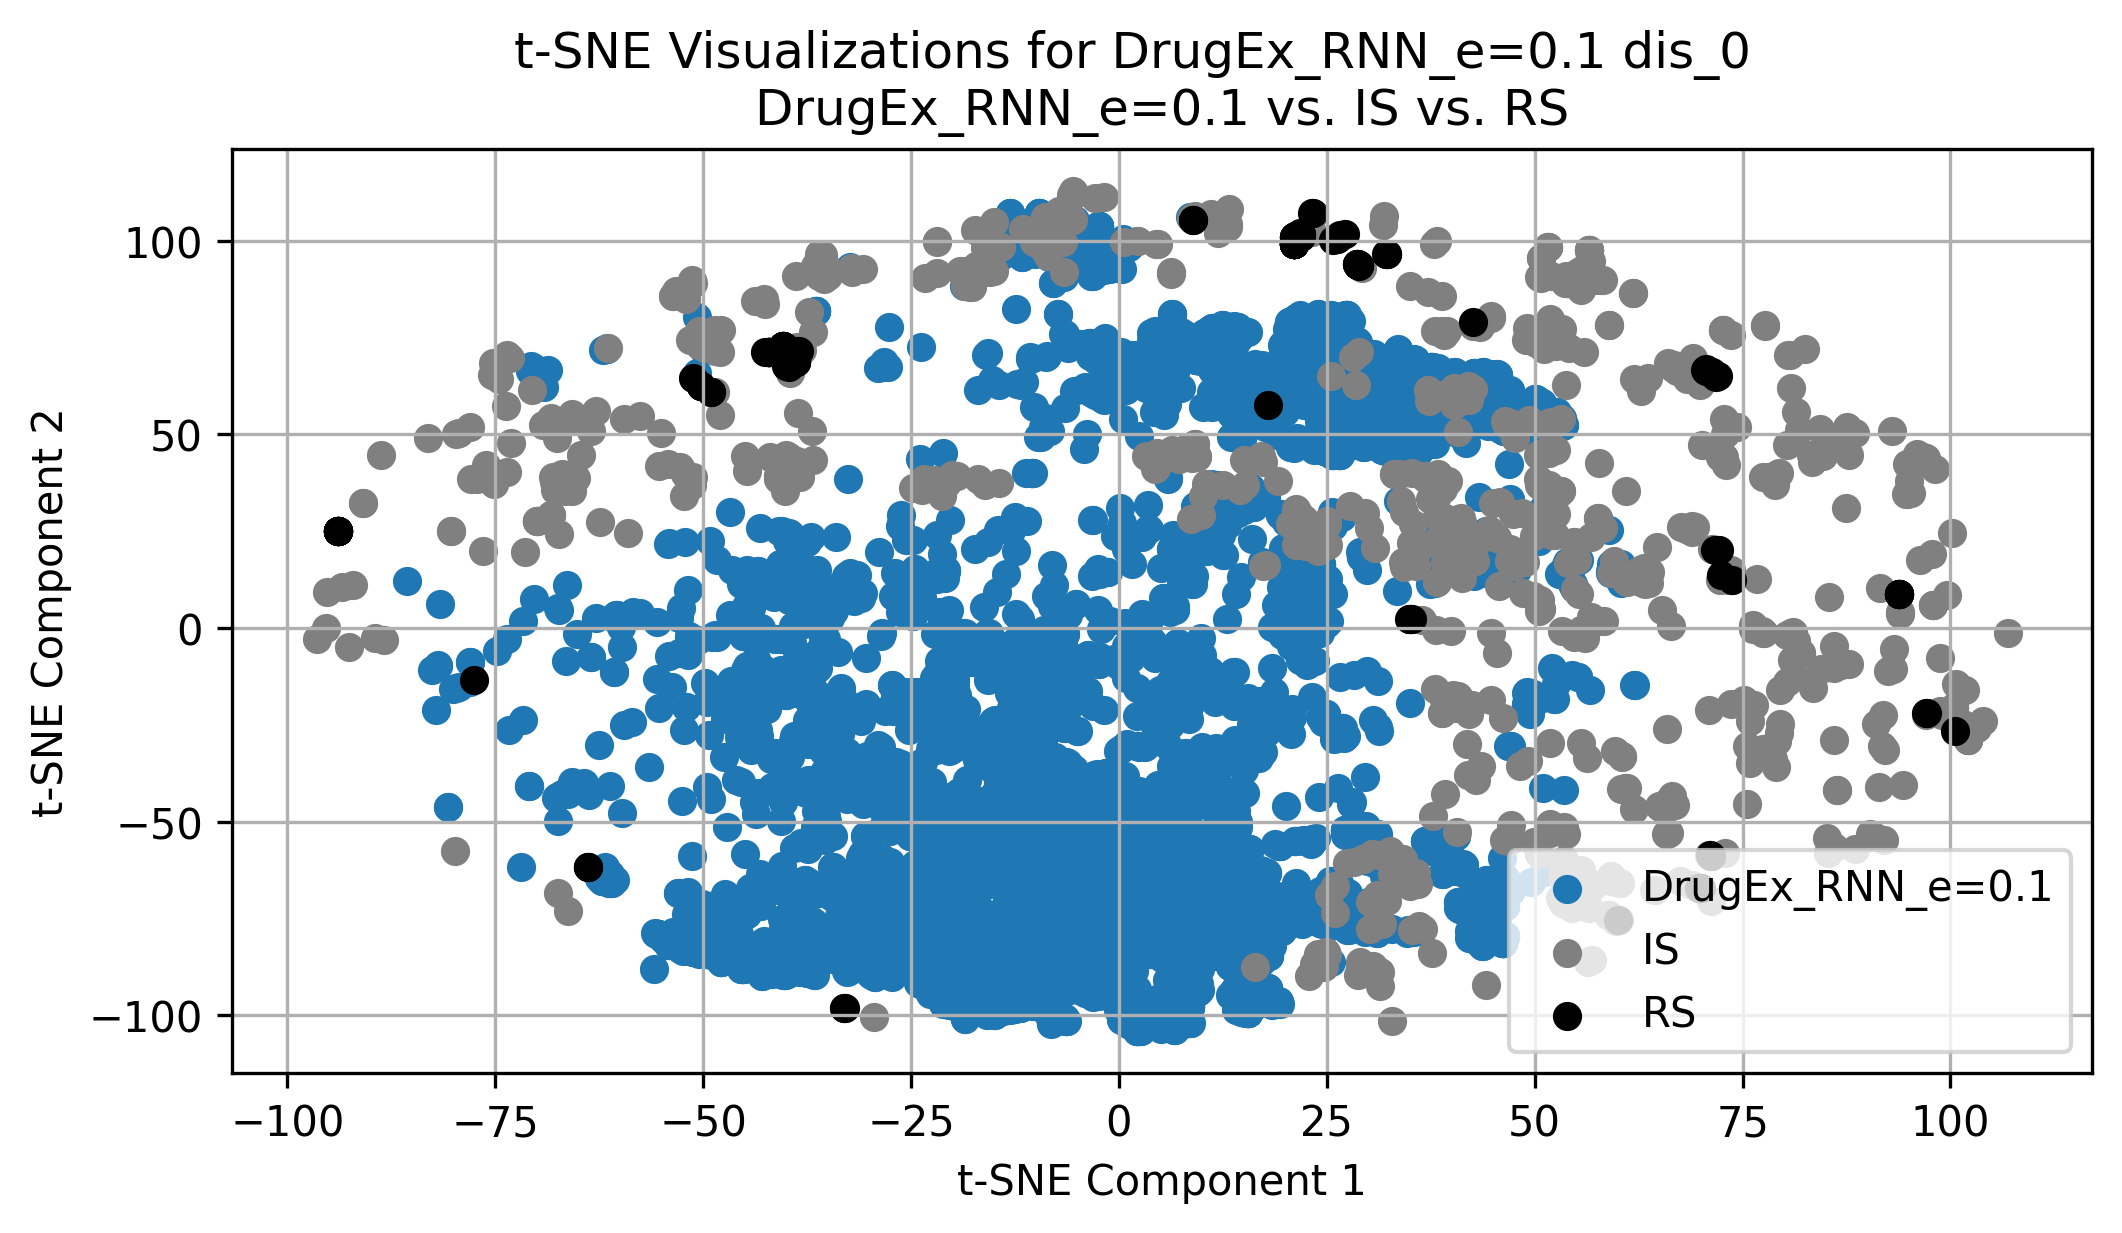 t-SNE Visualizations for DrugEx_RNN_e=0.1 dis_0
DrugEx_RNN_e=0.1 vs. IS vs. RS
t-SNE Component 2
100
50
0
−50
−100
DrugEx_RNN_e=0.1
IS
RS
−100 −75 −50 −25 0 25 50 75 100
t-SNE Component 1